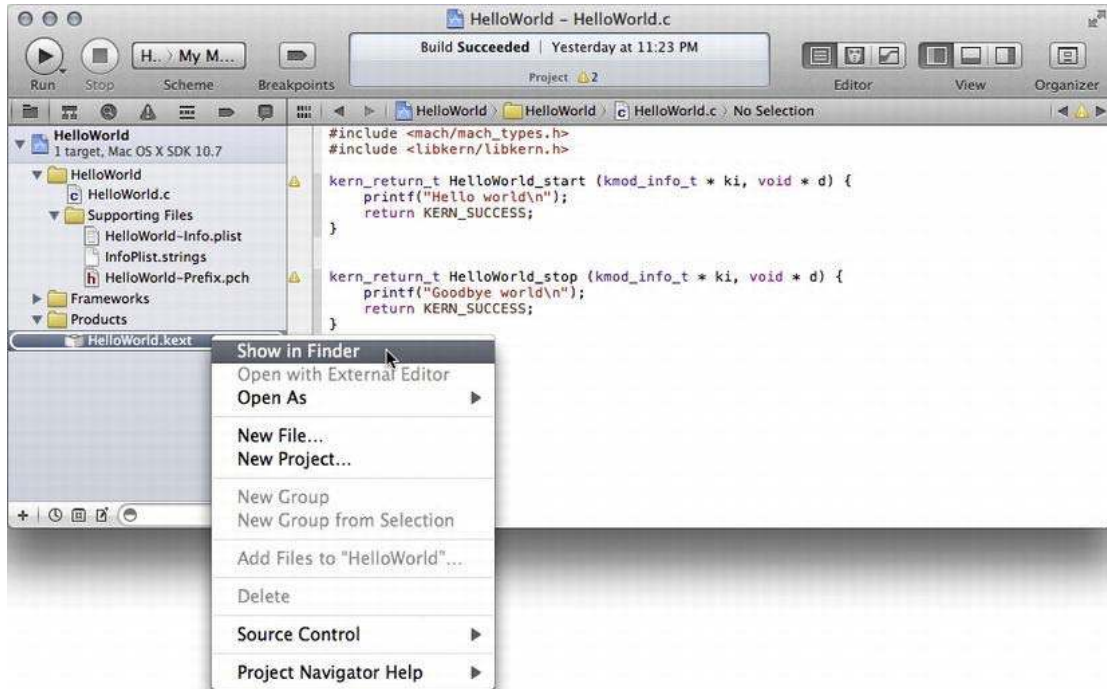 HelloWorld – HelloWorld.c
H.. › My M...
Build Succeeded | Yesterday at 11:23 PM
Project 2
Run
Stop
Scheme
Breakpoints
Editor
View
Organizer
HelloWorld › HelloWorld › c HelloWorld.c › No Selection
HelloWorld
1 target, Mac OS X SDK 10.7
HelloWorld
c HelloWorld.c
Supporting Files
HelloWorld-Info.plist
InfoPlist.strings
h HelloWorld-Prefix.pch
Frameworks
Products
HelloWorld.kext
#include <mach/mach_types.h>
#include <libkern/libkern.h>
kern_return_t HelloWorld_start (kmod_info_t * ki, void * d) {
printf("Hello world\n");
return KERN_SUCCESS;
}
kern_return_t HelloWorld_stop (kmod_info_t * ki, void * d) {
printf("Goodbye world\n");
return KERN_SUCCESS;
}
Show in Finder
Open with External Editor
Open As
New File...
New Project...
New Group
New Group from Selection
Add Files to "HelloWorld"...
Delete
Source Control
Project Navigator Help